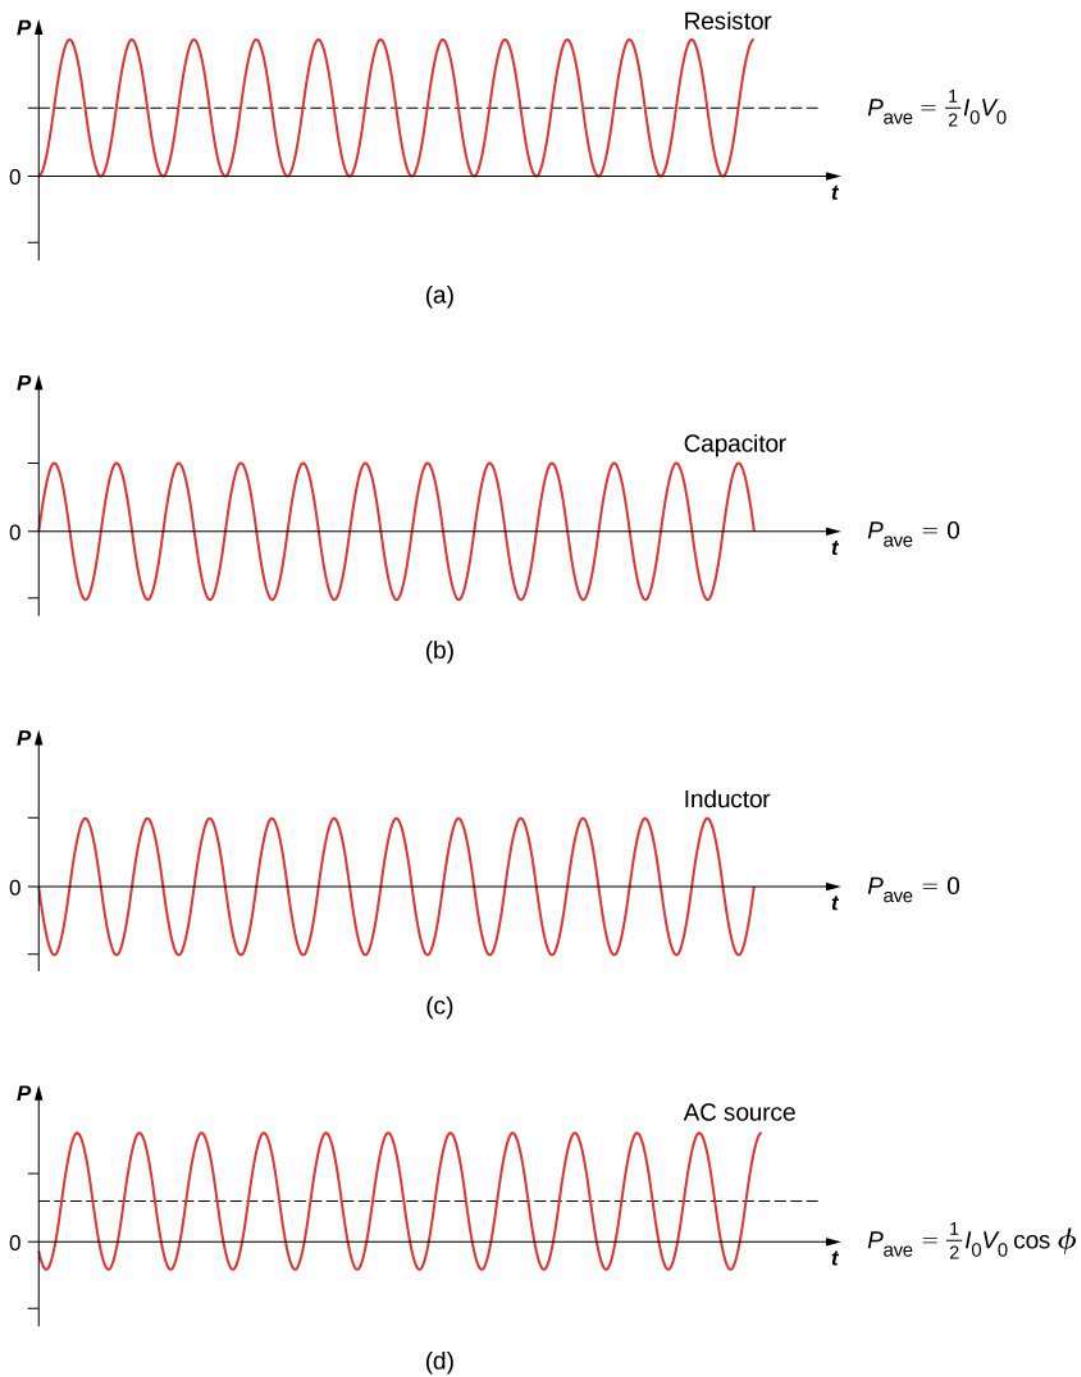 P
Resistor
P_ave = 1/2 I_0V_0
0
t
(a)
P
Capacitor
0
t
P_ave = 0
(b)
P
Inductor
0
t
P_ave = 0
(c)
P
AC source
0
t
P_ave = 1/2 I_0V_0 cos ϕ
(d)